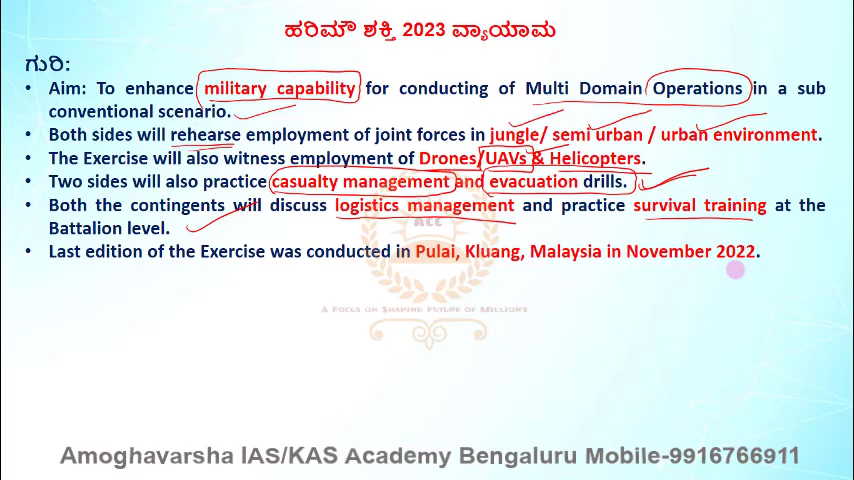 ಹರಿಮೌ ಶಕ್ತಿ 2023 ವ್ಯಾಯಾಮ
ಗುರಿ:
• Aim: To enhance military capability for conducting of Multi Domain Operations in a sub
conventional scenario.
• Both sides will rehearse employment of joint forces in jungle/ semi urban / urban environment.
• The Exercise will also witness employment of Drones/UAVs & Helicopters.
• Two sides will also practice casualty management and evacuation drills.
• Both the contingents will discuss logistics management and practice survival training at the
Battalion level.
• Last edition of the Exercise was conducted in Pulai, Kluang, Malaysia in November 2022.
ACC
A Focus on Shaping Future of Millions
Amoghavarsha IAS/KAS Academy Bengaluru Mobile-9916766911